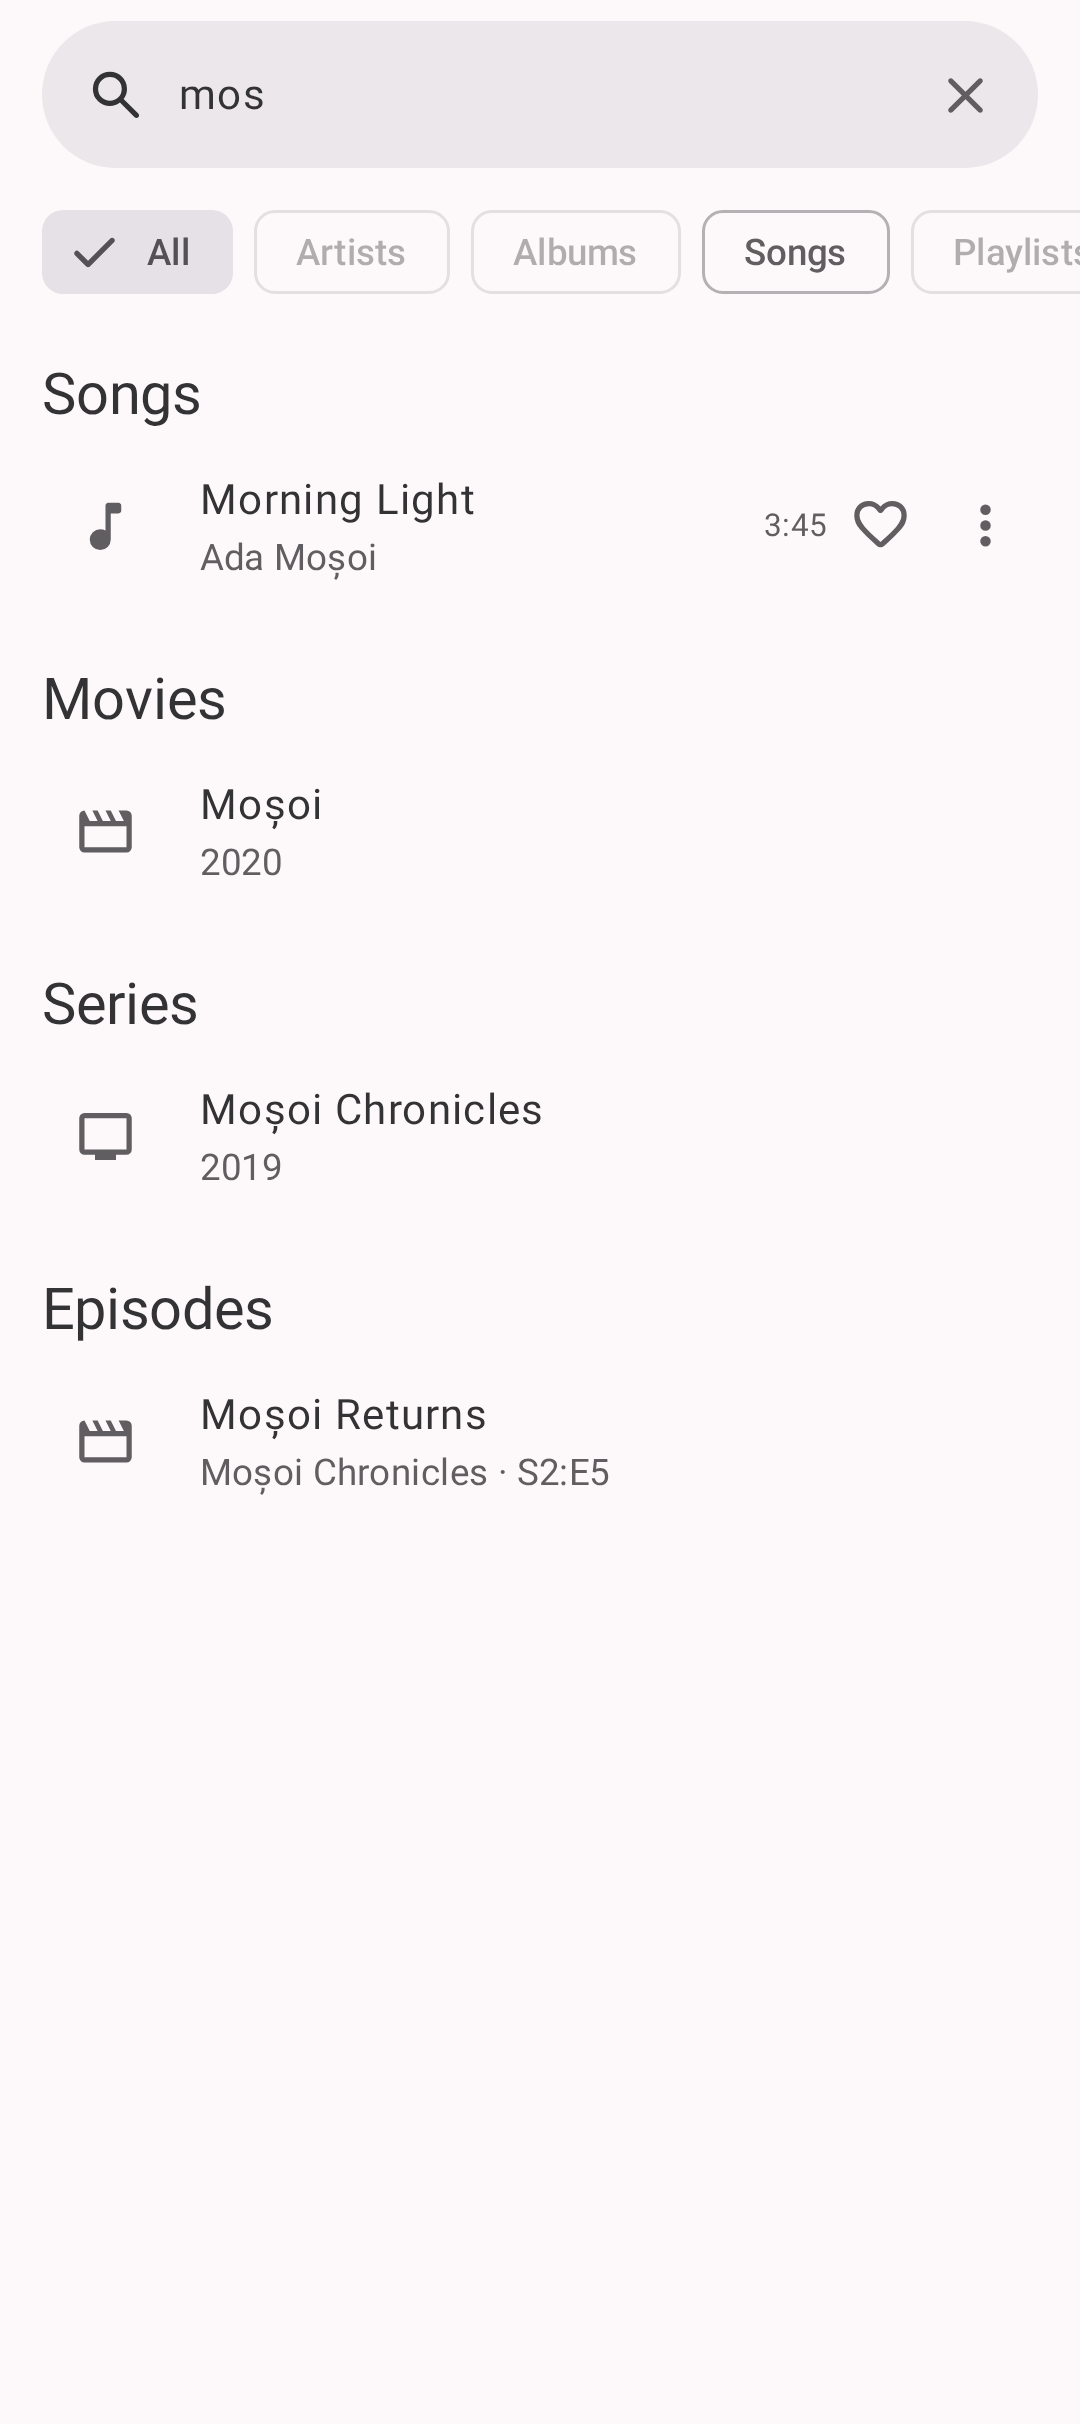 mos
All Artists Albums Songs Playlists
Songs
Morning Light
Ada Moșoi
3:45
Movies
Moșoi
2020
Series
Moșoi Chronicles
2019
Episodes
Moșoi Returns
Moșoi Chronicles · S2:E5